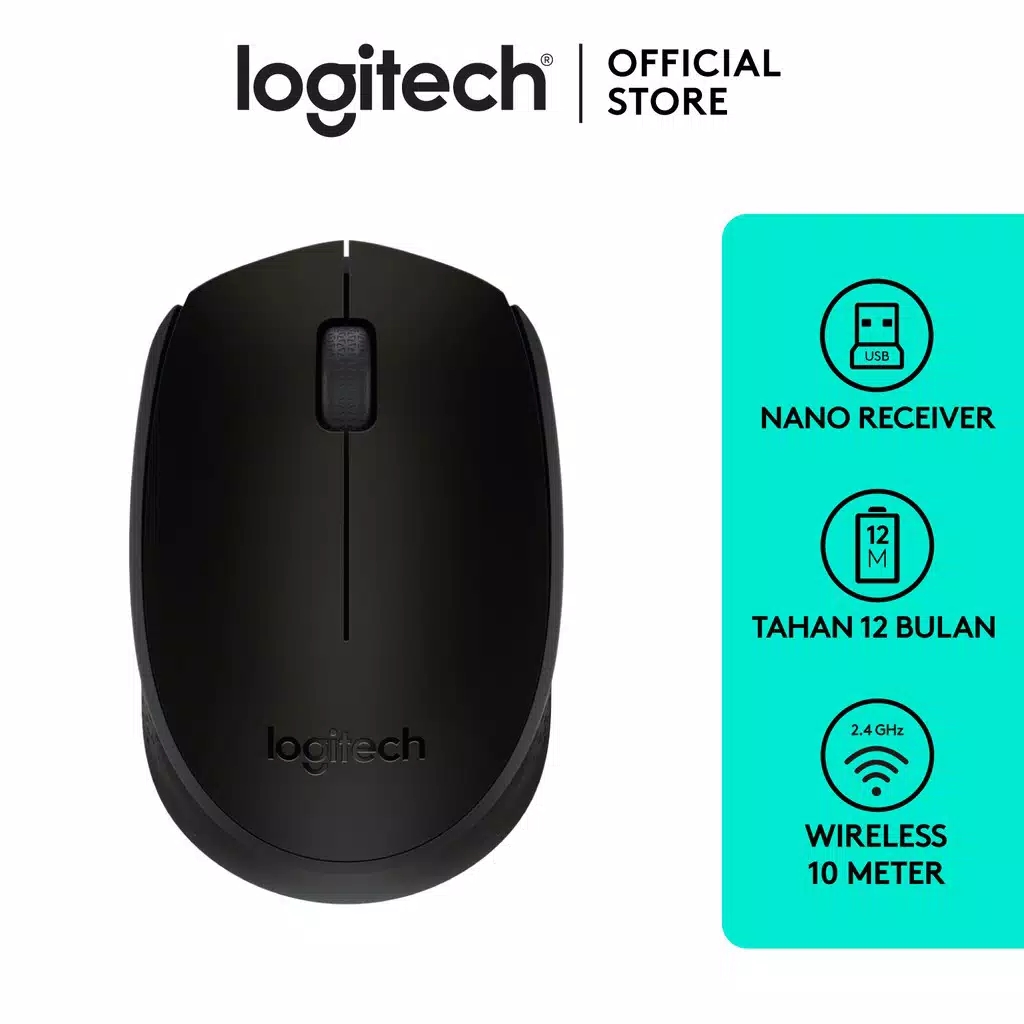 logitech® | OFFICIAL
STORE
USB
NANO RECEIVER
12
M
TAHAN 12 BULAN
2.4 GHz
WIRELESS
10 METER
logitech